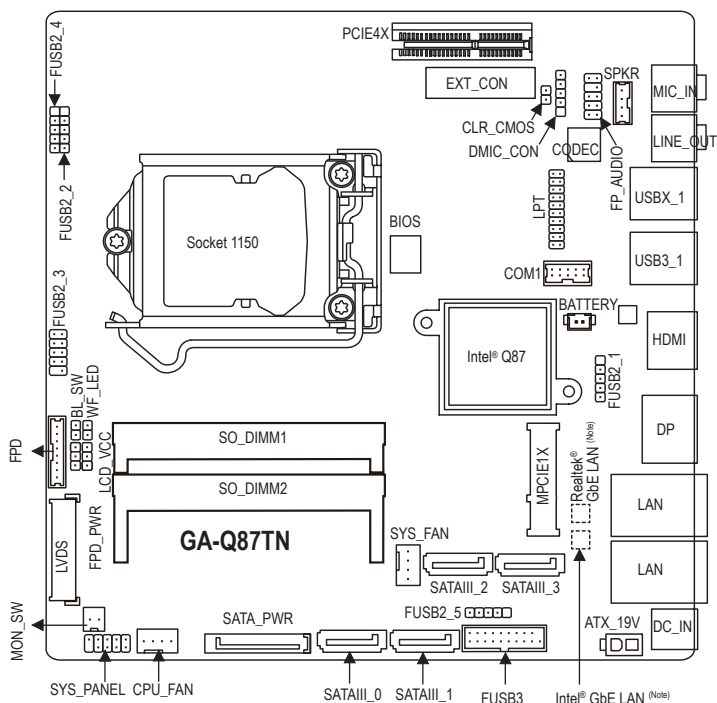 PCIE4X
FUSB2_4
EXT_CON
SPKR
MIC_IN
CLR_CMOS
DMIC_CON
CODEC
LINE_OUT
FUSB2_2
FP_AUDIO
LPT
USBX_1
Socket 1150
BIOS
COM1
USB3_1
FUSB2_3
BATTERY
HDMI
Intel® Q87
FUSB2_1
BL_SW
WF_LED
FPD
LCD_VCC
SO_DIMM1
MPCIE1X
Realtek®
GbE LAN (Note)
DP
SO_DIMM2
LVDS
FPD_PWR
GA-Q87TN
SYS_FAN
LAN
SATAIII_2
SATAIII_3
LAN
MON_SW
SATA_PWR
FUSB2_5
ATX_19V
DC_IN
SYS_PANEL
CPU_FAN
SATAIII_0
SATAIII_1
FUSB3
Intel® GbE LAN (Note)